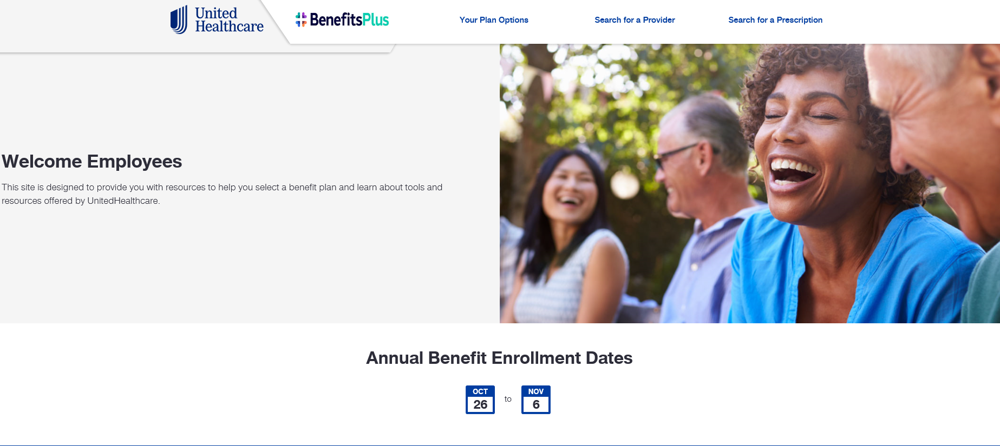 United
Healthcare
BenefitsPlus
Your Plan Options
Search for a Provider
Search for a Prescription
Welcome Employees
This site is designed to provide you with resources to help you select a benefit plan and learn about tools and
resources offered by UnitedHealthcare.
Annual Benefit Enrollment Dates
OCT
26
to
NOV
6